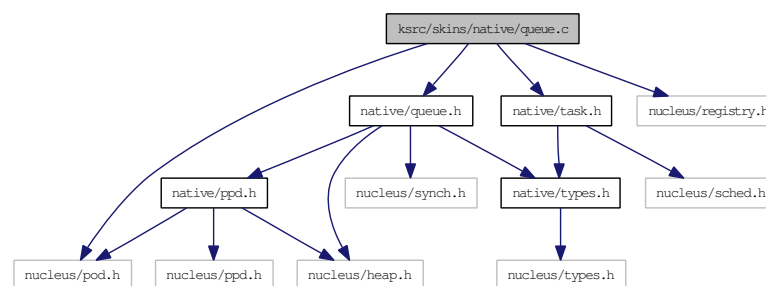 ksrc/skins/native/queue.c
native/queue.h
native/task.h
nucleus/registry.h
native/ppd.h
nucleus/synch.h
native/types.h
nucleus/sched.h
nucleus/pod.h
nucleus/ppd.h
nucleus/heap.h
nucleus/types.h